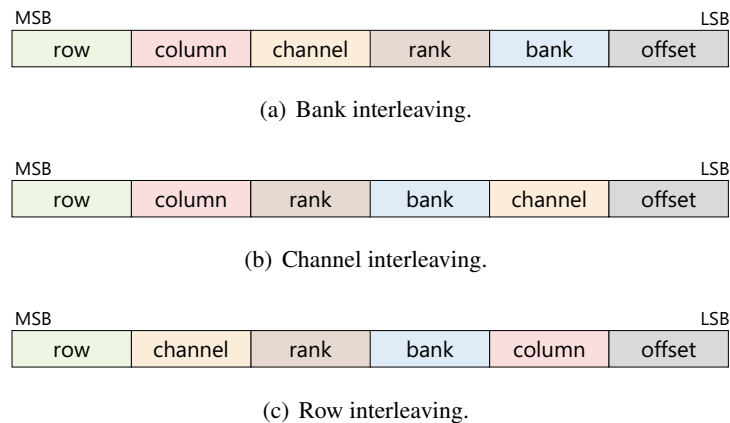 MSB LSB
row column channel rank bank offset
(a) Bank interleaving.
MSB LSB
row column rank bank channel offset
(b) Channel interleaving.
MSB LSB
row channel rank bank column offset
(c) Row interleaving.